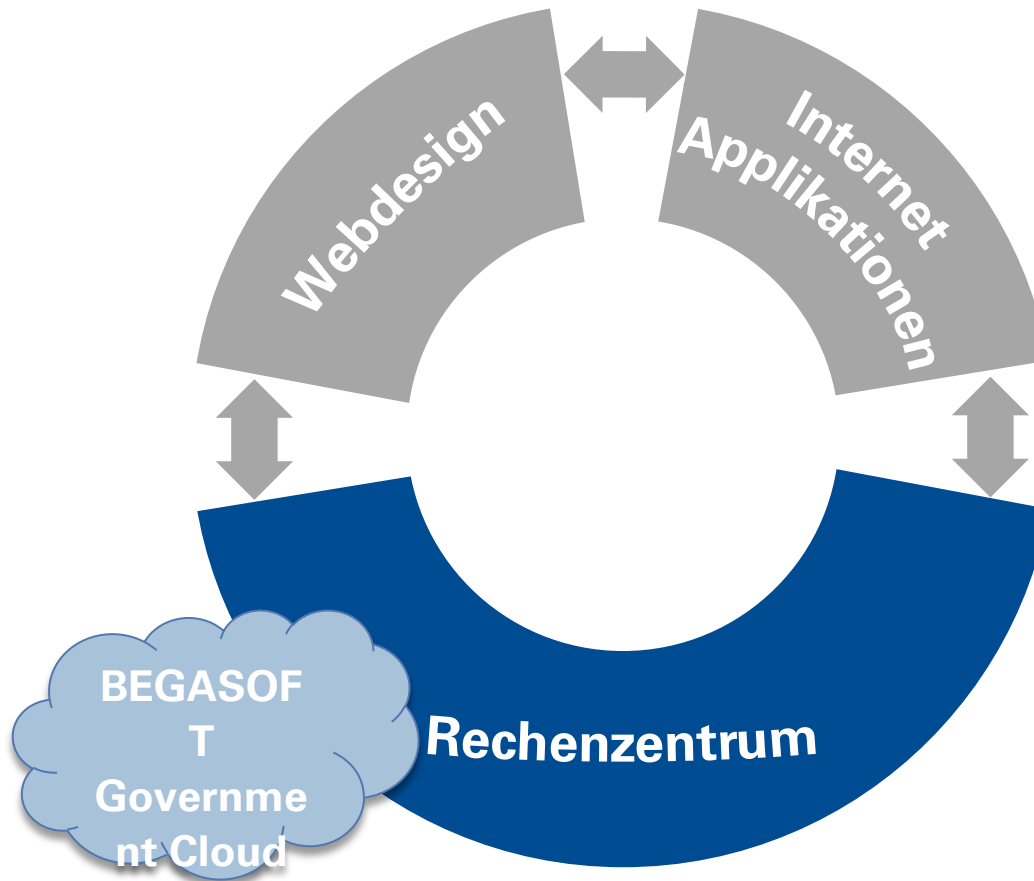 Webdesign
Internet
Applikationen
BEGASOF
T
Governme
nt Cloud
Rechenzentrum